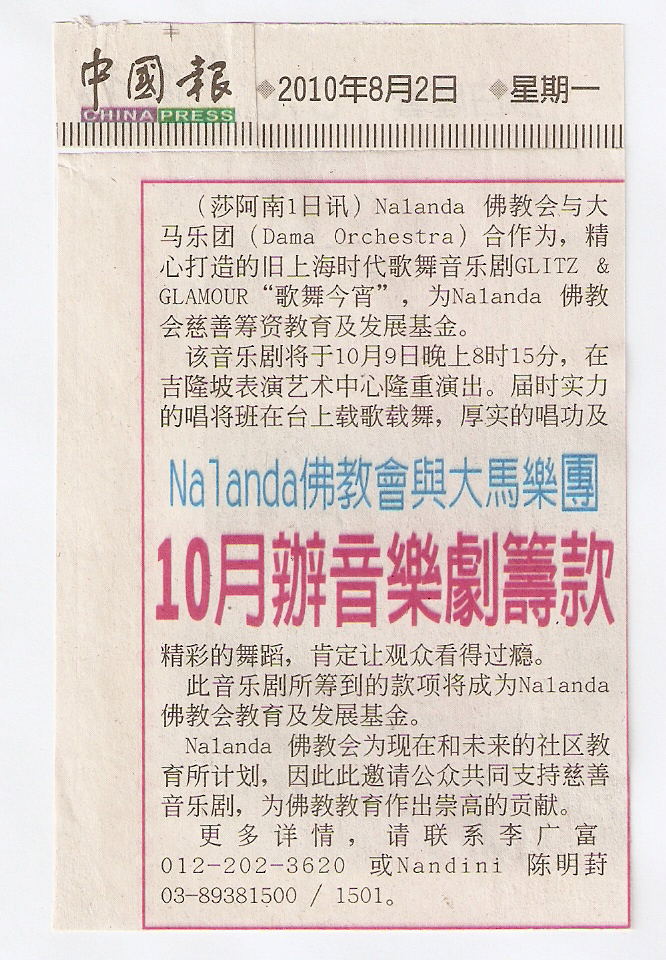 中國報
CHINA PRESS
2010年8月2日 星期一
（莎阿南1日讯）Nalanda 佛教会与大
马乐团（Dama Orchestra）合作为，精
心打造的旧上海时代歌舞音乐剧GLITZ &
GLAMOUR“歌舞今宵”，为Nalanda 佛教
会慈善筹资教育及发展基金。
该音乐剧将于10月9日晚上8时15分，在
吉隆坡表演艺术中心隆重演出。届时实力
的唱将班在台上载歌载舞，厚实的唱功及
Nalanda佛教會與大馬樂團
10月辦音樂劇籌款
精彩的舞蹈，肯定让观众看得过瘾。
此音乐剧所筹到的款项将成为Nalanda
佛教会教育及发展基金。
Nalanda 佛教会为现在和未来的社区教
育所计划，因此此邀请公众共同支持慈善
音乐剧，为佛教教育作出崇高的贡献。
更多详情，请联系李广富
012-202-3620 或Nandini 陈明葑
03-89381500 / 1501。